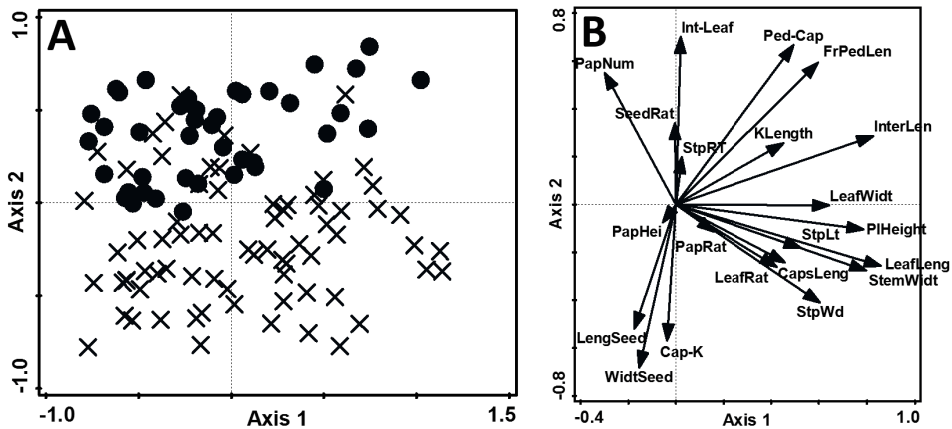 A
1.0
Axis 2
-1.0
-1.0
Axis 1
1.5
B
0.8
Axis 2
-0.8
-0.4
Axis 1
1.0
Int-Leaf
Ped-Cap
FrPedLen
PapNum
SeedRat
KLength
InterLen
StpRT
LeafWidt
PapHei
PapRat
StpLt
PlHeight
LeafRat
CapsLeng
LeafLeng
StemWidt
StpWd
LengSeed
Cap-K
WidtSeed